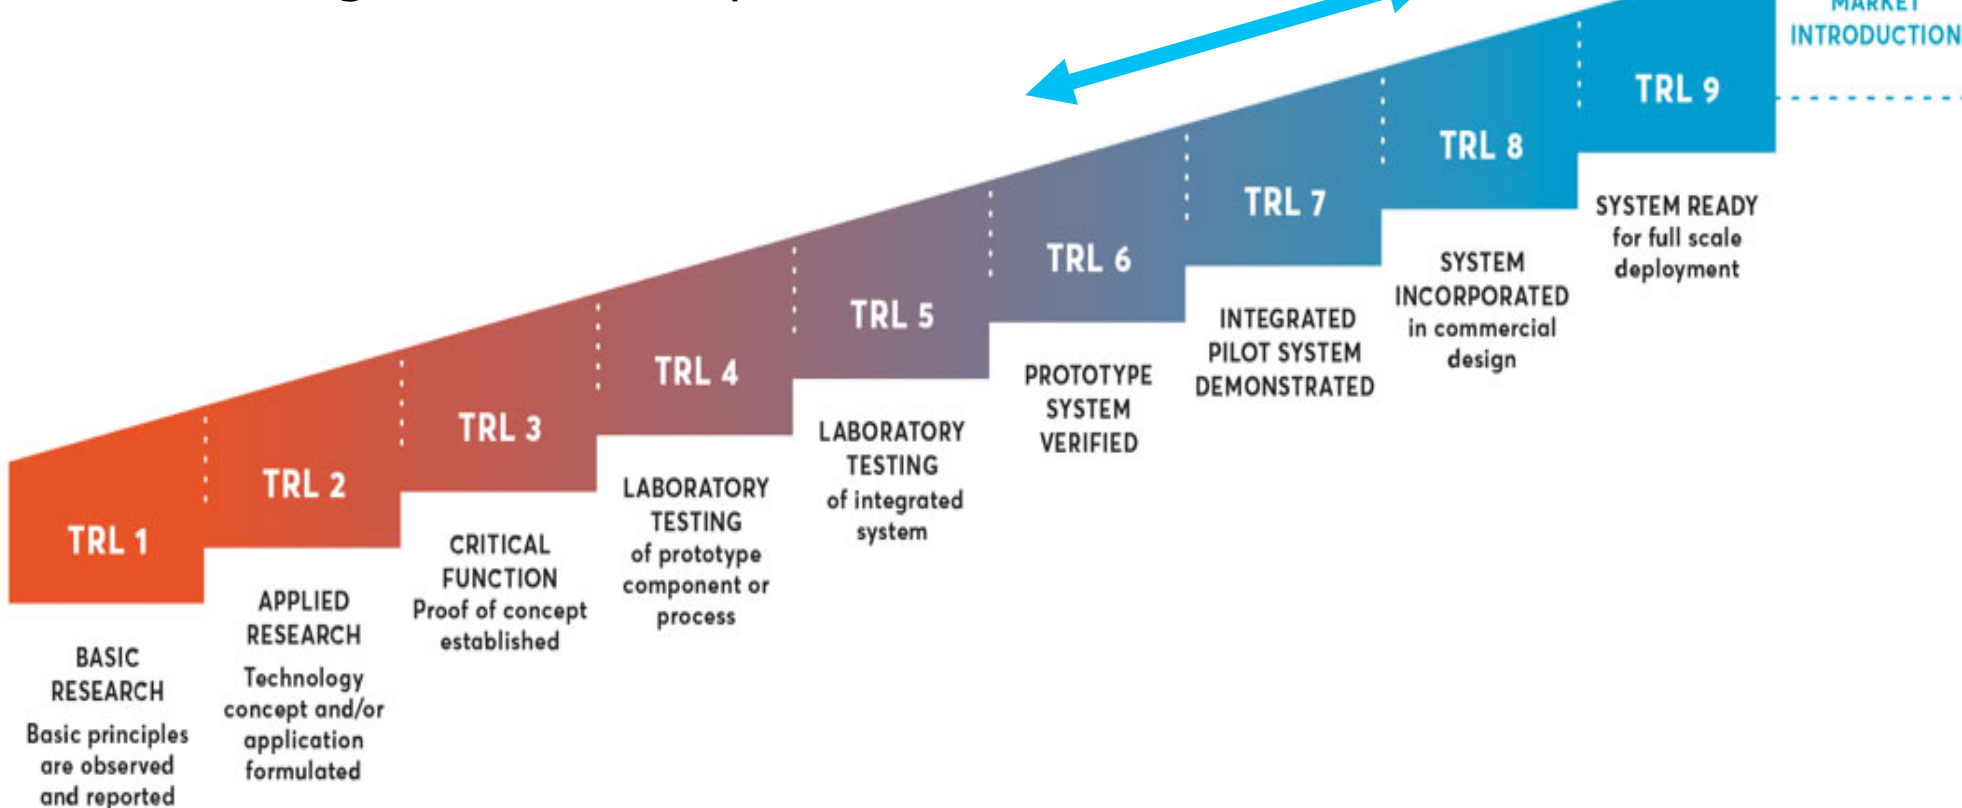 MARKET
INTRODUCTION
TRL 9
SYSTEM READY
for full scale
deployment
TRL 8
SYSTEM
INCORPORATED
in commercial
design
TRL 7
INTEGRATED
PILOT SYSTEM
DEMONSTRATED
TRL 6
PROTOTYPE
SYSTEM
VERIFIED
TRL 5
LABORATORY
TESTING
of integrated
system
TRL 4
LABORATORY
TESTING
of prototype
component or
process
TRL 3
CRITICAL
FUNCTION
Proof of concept
established
TRL 2
APPLIED
RESEARCH
Technology
concept and/or
application
formulated
TRL 1
BASIC
RESEARCH
Basic principles
are observed
and reported